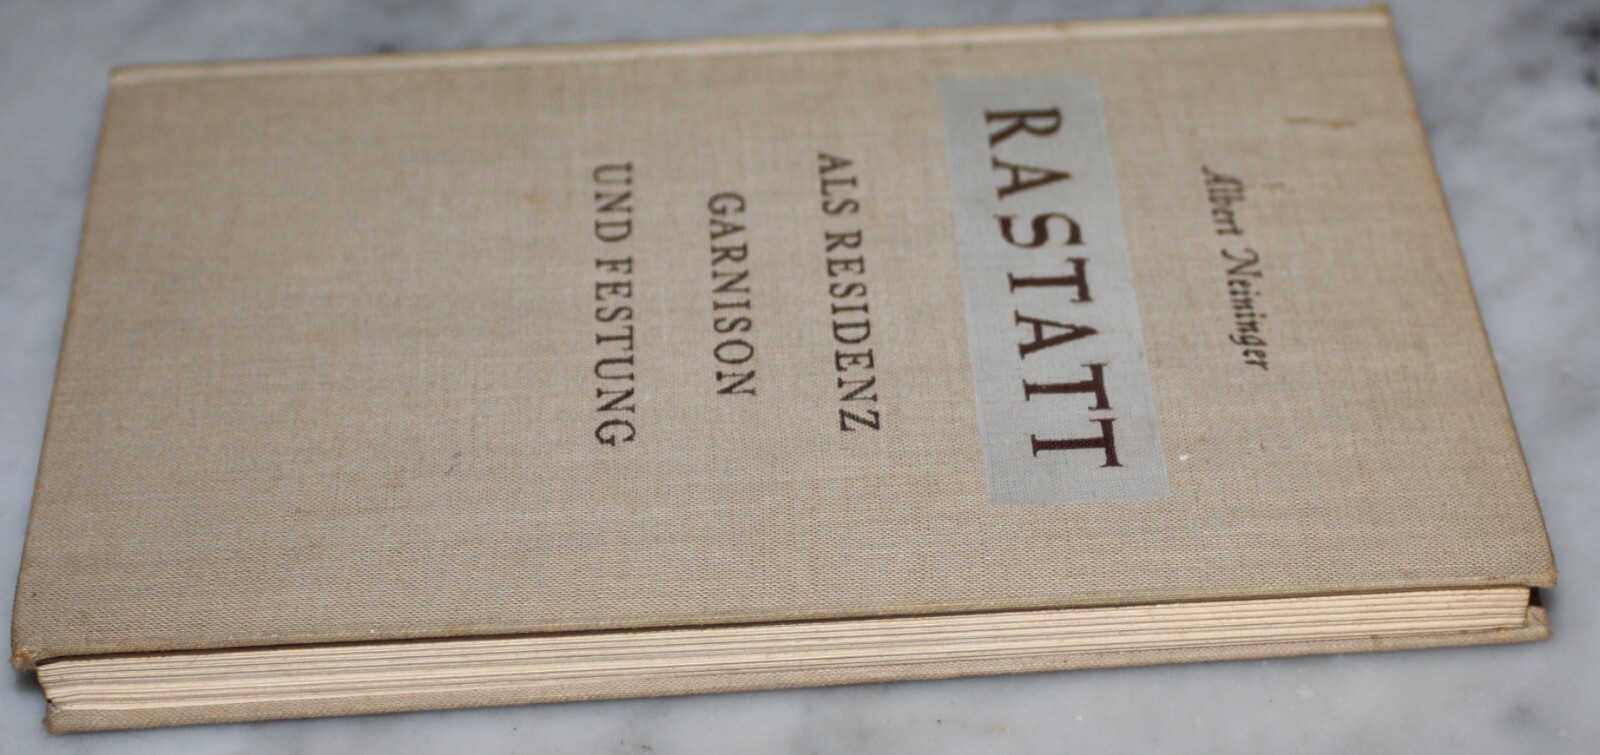 Albert Neininger
RASTATT
ALS RESIDENZ
GARNISON
UND FESTUNG